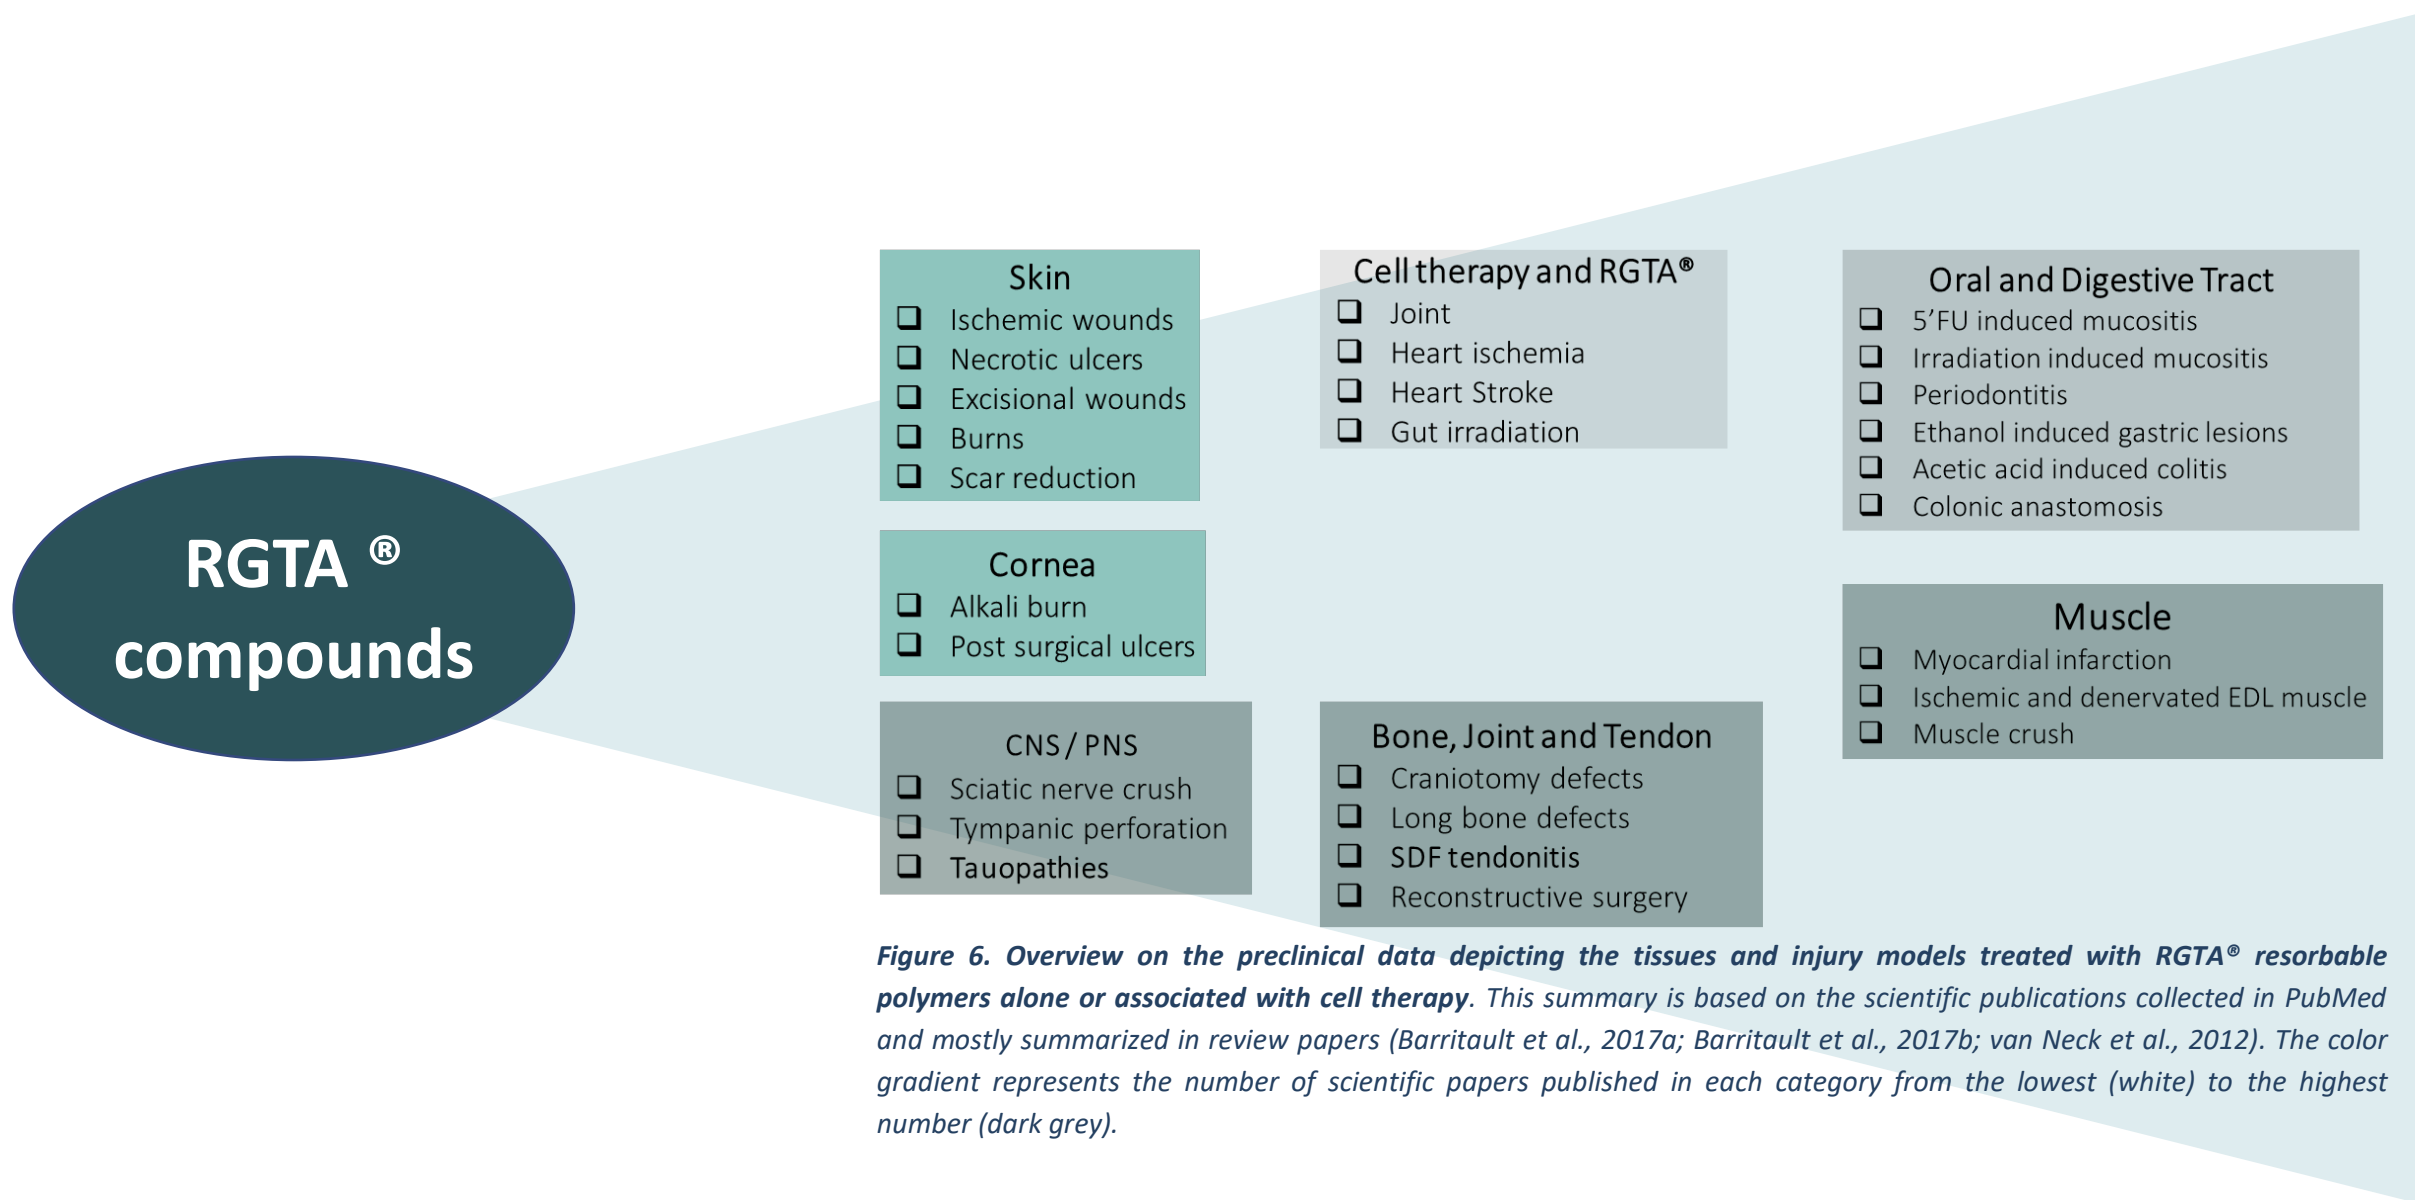 RGTA ®
compounds
Skin
❑ Ischemic wounds
❑ Necrotic ulcers
❑ Excisional wounds
❑ Burns
❑ Scar reduction
Cornea
❑ Alkali burn
❑ Post surgical ulcers
CNS / PNS
❑ Sciatic nerve crush
❑ Tympanic perforation
❑ Tauopathies
Cell therapy and RGTA®
❑ Joint
❑ Heart ischemia
❑ Heart Stroke
❑ Gut irradiation
Bone, Joint and Tendon
❑ Craniotomy defects
❑ Long bone defects
❑ SDF tendonitis
❑ Reconstructive surgery
Oral and Digestive Tract
❑ 5’FU induced mucositis
❑ Irradiation induced mucositis
❑ Periodontitis
❑ Ethanol induced gastric lesions
❑ Acetic acid induced colitis
❑ Colonic anastomosis
Muscle
❑ Myocardial infarction
❑ Ischemic and denervated EDL muscle
❑ Muscle crush
Figure 6. Overview on the preclinical data depicting the tissues and injury models treated with RGTA® resorbable
polymers alone or associated with cell therapy. This summary is based on the scientific publications collected in PubMed
and mostly summarized in review papers (Barritault et al., 2017a; Barritault et al., 2017b; van Neck et al., 2012). The color
gradient represents the number of scientific papers published in each category from the lowest (white) to the highest
number (dark grey).